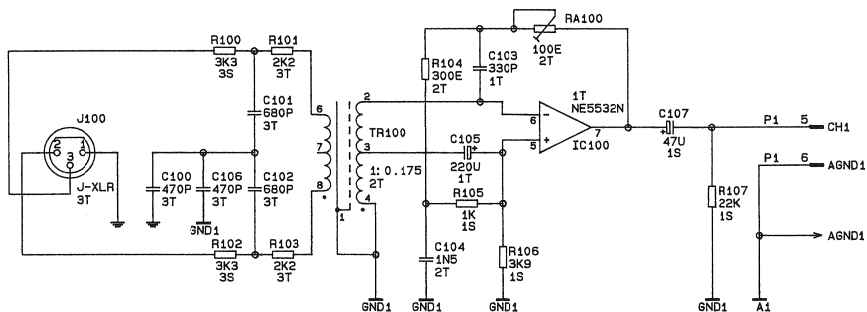 R100
3K3
3S
R101
2K2
3T
J100
2
1
3
J-XLR
3T
C101
680P
3T
C100
470P
3T
C106
470P
3T
C102
680P
3T
GND1
R102
3K3
3S
R103
2K2
3T
6
7
8
1
2
3
4
TR100
1:0.175
2T
GND1
R104
300E
2T
C103
330P
1T
RA100
100E
2T
C105
220U
1T
R105
1K
1S
C104
1N5
2T
GND1
R106
3K9
1S
GND1
1T
NE5532N
6
-
5
+
7
IC100
C107
47U
1S
R107
22K
1S
GND1
P1
5
CH1
P1
6
AGND1
AGND1
A1